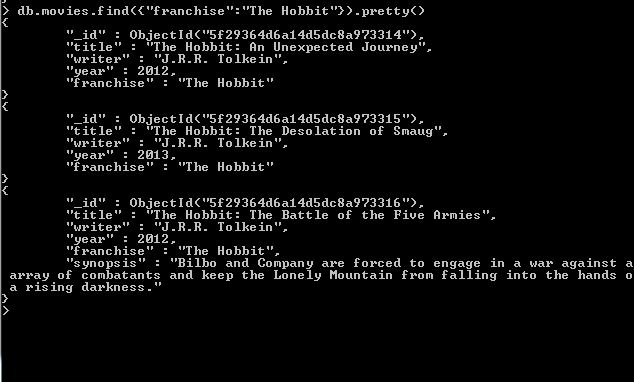 > db.movies.find({"franchise":"The Hobbit"}).pretty()
{
"_id" : ObjectId("5f29364d6a14d5dc8a973314"),
"title" : "The Hobbit: An Unexpected Journey",
"writer" : "J.R.R. Tolkein",
"year" : 2012,
"franchise" : "The Hobbit"
}
{
"_id" : ObjectId("5f29364d6a14d5dc8a973315"),
"title" : "The Hobbit: The Desolation of Smaug",
"writer" : "J.R.R. Tolkein",
"year" : 2013,
"franchise" : "The Hobbit"
}
{
"_id" : ObjectId("5f29364d6a14d5dc8a973316"),
"title" : "The Hobbit: The Battle of the Five Armies",
"writer" : "J.R.R. Tolkein",
"year" : 2012,
"franchise" : "The Hobbit",
"synopsis" : "Bilbo and Company are forced to engage in a war against a
array of combatants and keep the Lonely Mountain from falling into the hands o
a rising darkness."
}
>